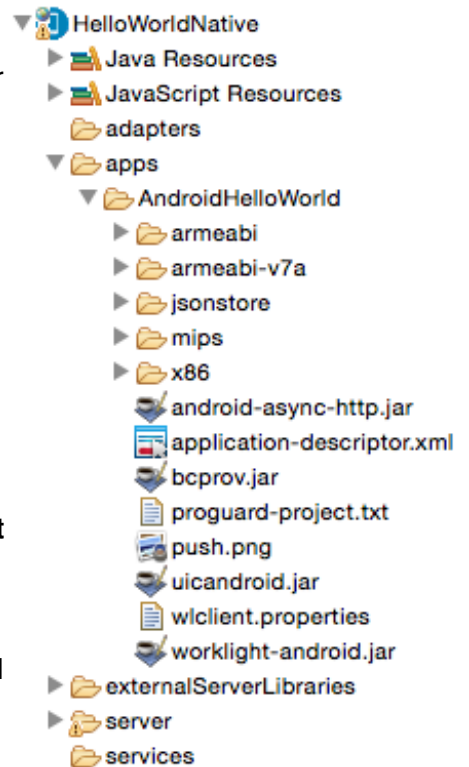 HelloWorldNative
Java Resources
JavaScript Resources
adapters
apps
AndroidHelloWorld
armeabi
armeabi-v7a
jsonstore
mips
x86
android-async-http.jar
application-descriptor.xml
bcprov.jar
proguard-project.txt
push.png
uicandroid.jar
wlclient.properties
worklight-android.jar
externalServerLibraries
server
services